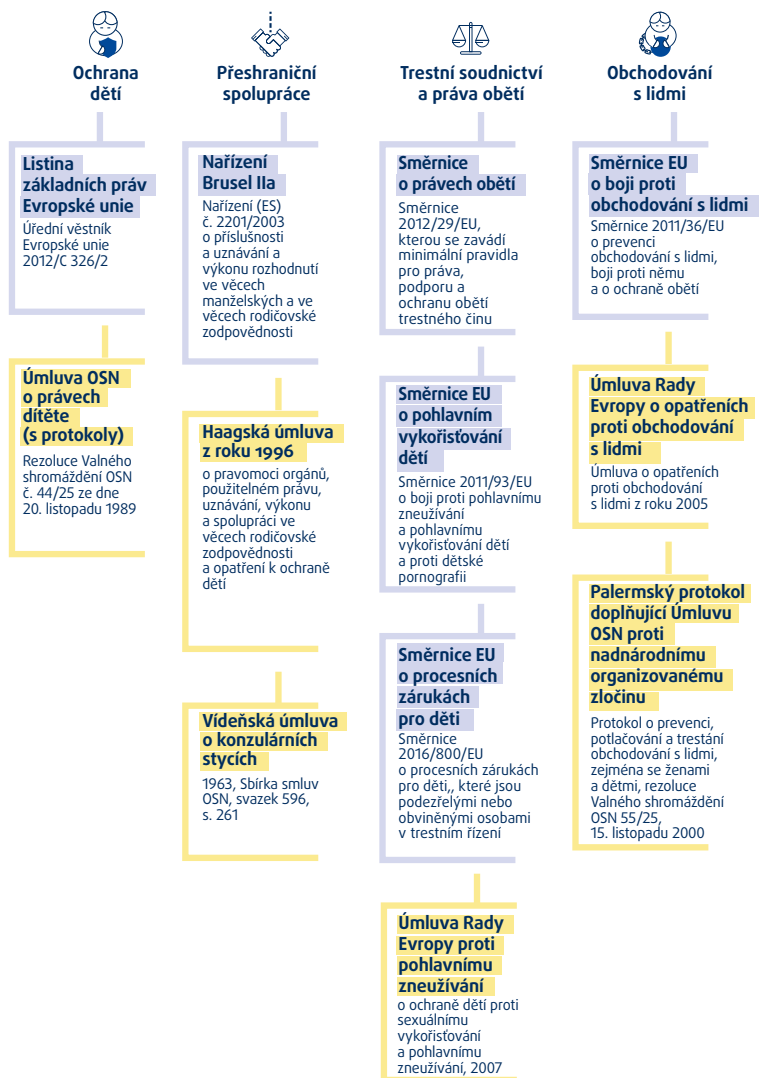 Ochrana
dětí
Listina
základních práv
Evropské unie
Úřední věstník
Evropské unie
2012/C 326/2
Úmluva OSN
o právech
dítěte
(s protokoly)
Rezoluce Valného
shromáždění OSN
č. 44/25 ze dne
20. listopadu 1989
Přeshraniční
spolupráce
Nařízení
Brusel IIa
Nařízení (ES)
č. 2201/2003
o příslušnosti
a uznávání a
výkonu rozhodnutí
ve věcech
manželských a ve
věcech rodičovské
zodpovědnosti
Haagská úmluva
z roku 1996
o pravomoci orgánů,
použitelném právu,
uznávání, výkonu
a spolupráci ve
věcech rodičovské
zodpovědnosti
a opatření k ochraně
dětí
Vídeňská úmluva
o konzulárních
stycích
1963, Sbírka smluv
OSN, svazek 596,
s. 261
Trestní soudnictví
a práva obětí
Směrnice
o právech obětí
Směrnice
2012/29/EU,
kterou se zavádí
minimální pravidla
pro práva,
podporu a
ochranu obětí
trestného činu
Směrnice EU
o pohlavním
vykořisťování
dětí
Směrnice 2011/93/EU
o boji proti pohlavnímu
zneužívání
a pohlavnímu
vykořisťování dětí
a proti dětské
pornografii
Směrnice EU
o procesních
zárukách
pro děti
Směrnice
2016/800/EU
o procesních zárukách
pro děti,, které jsou
podezřelými nebo
obviněnými osobami
v trestním řízení
Úmluva Rady
Evropy proti
pohlavnímu
zneužívání
o ochraně dětí proti
sexuálnímu
vykořisťování
a pohlavnímu
zneužívání, 2007
Obchodování
s lidmi
Směrnice EU
o boji proti
obchodování s lidmi
Směrnice 2011/36/EU
o prevenci
obchodování s lidmi,
boji proti němu
a o ochraně obětí
Úmluva Rady
Evropy o opatřeních
proti obchodování
s lidmi
Úmluva o opatřeních
proti obchodování
s lidmi z roku 2005
Palermský protokol
doplňující Úmluvu
OSN proti
nadnárodnímu
organizovanému
zločinu
Protokol o prevenci,
potlačování a trestání
obchodování s lidmi,
zejména se ženami
a dětmi, rezoluce
Valného shromáždění
OSN 55/25,
15. listopadu 2000